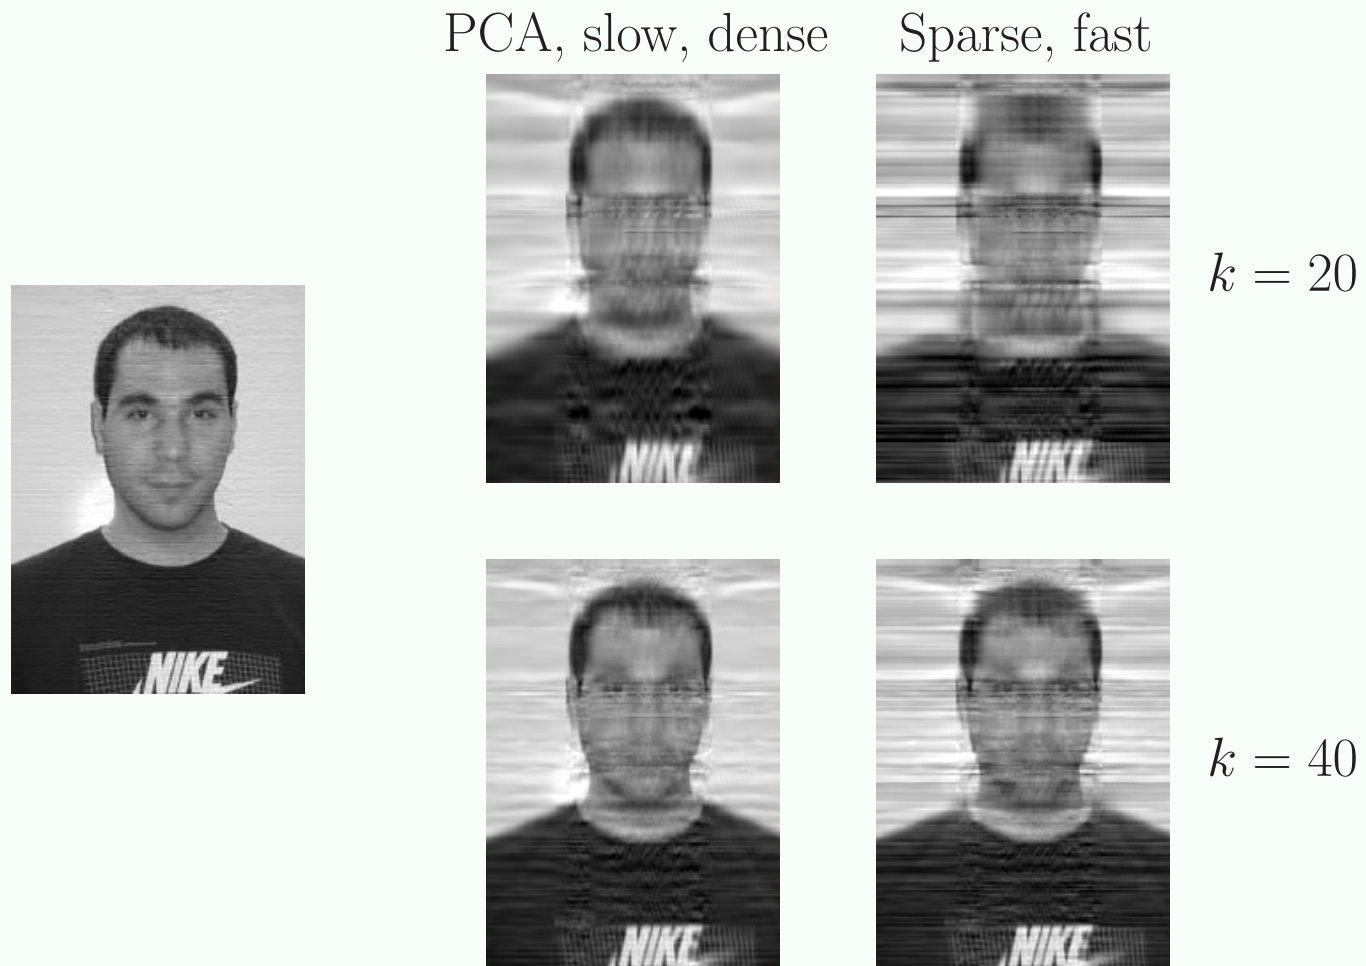 PCA, slow, dense
Sparse, fast
k = 20
NIKE
NIKE
NIKE
k = 40
NIKE
NIKE